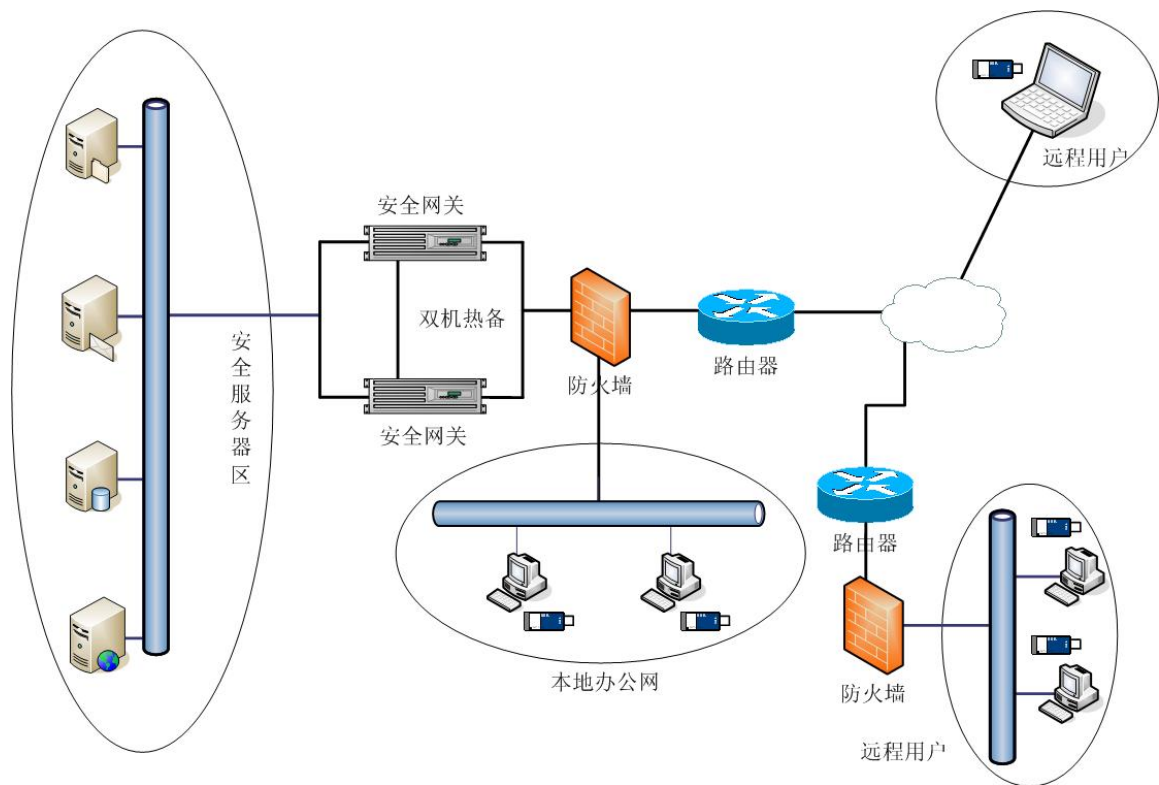 远程用户
安全网关
双机热备
安全服务器区
路由器
防火墙
安全网关
路由器
本地办公网
防火墙
远程用户